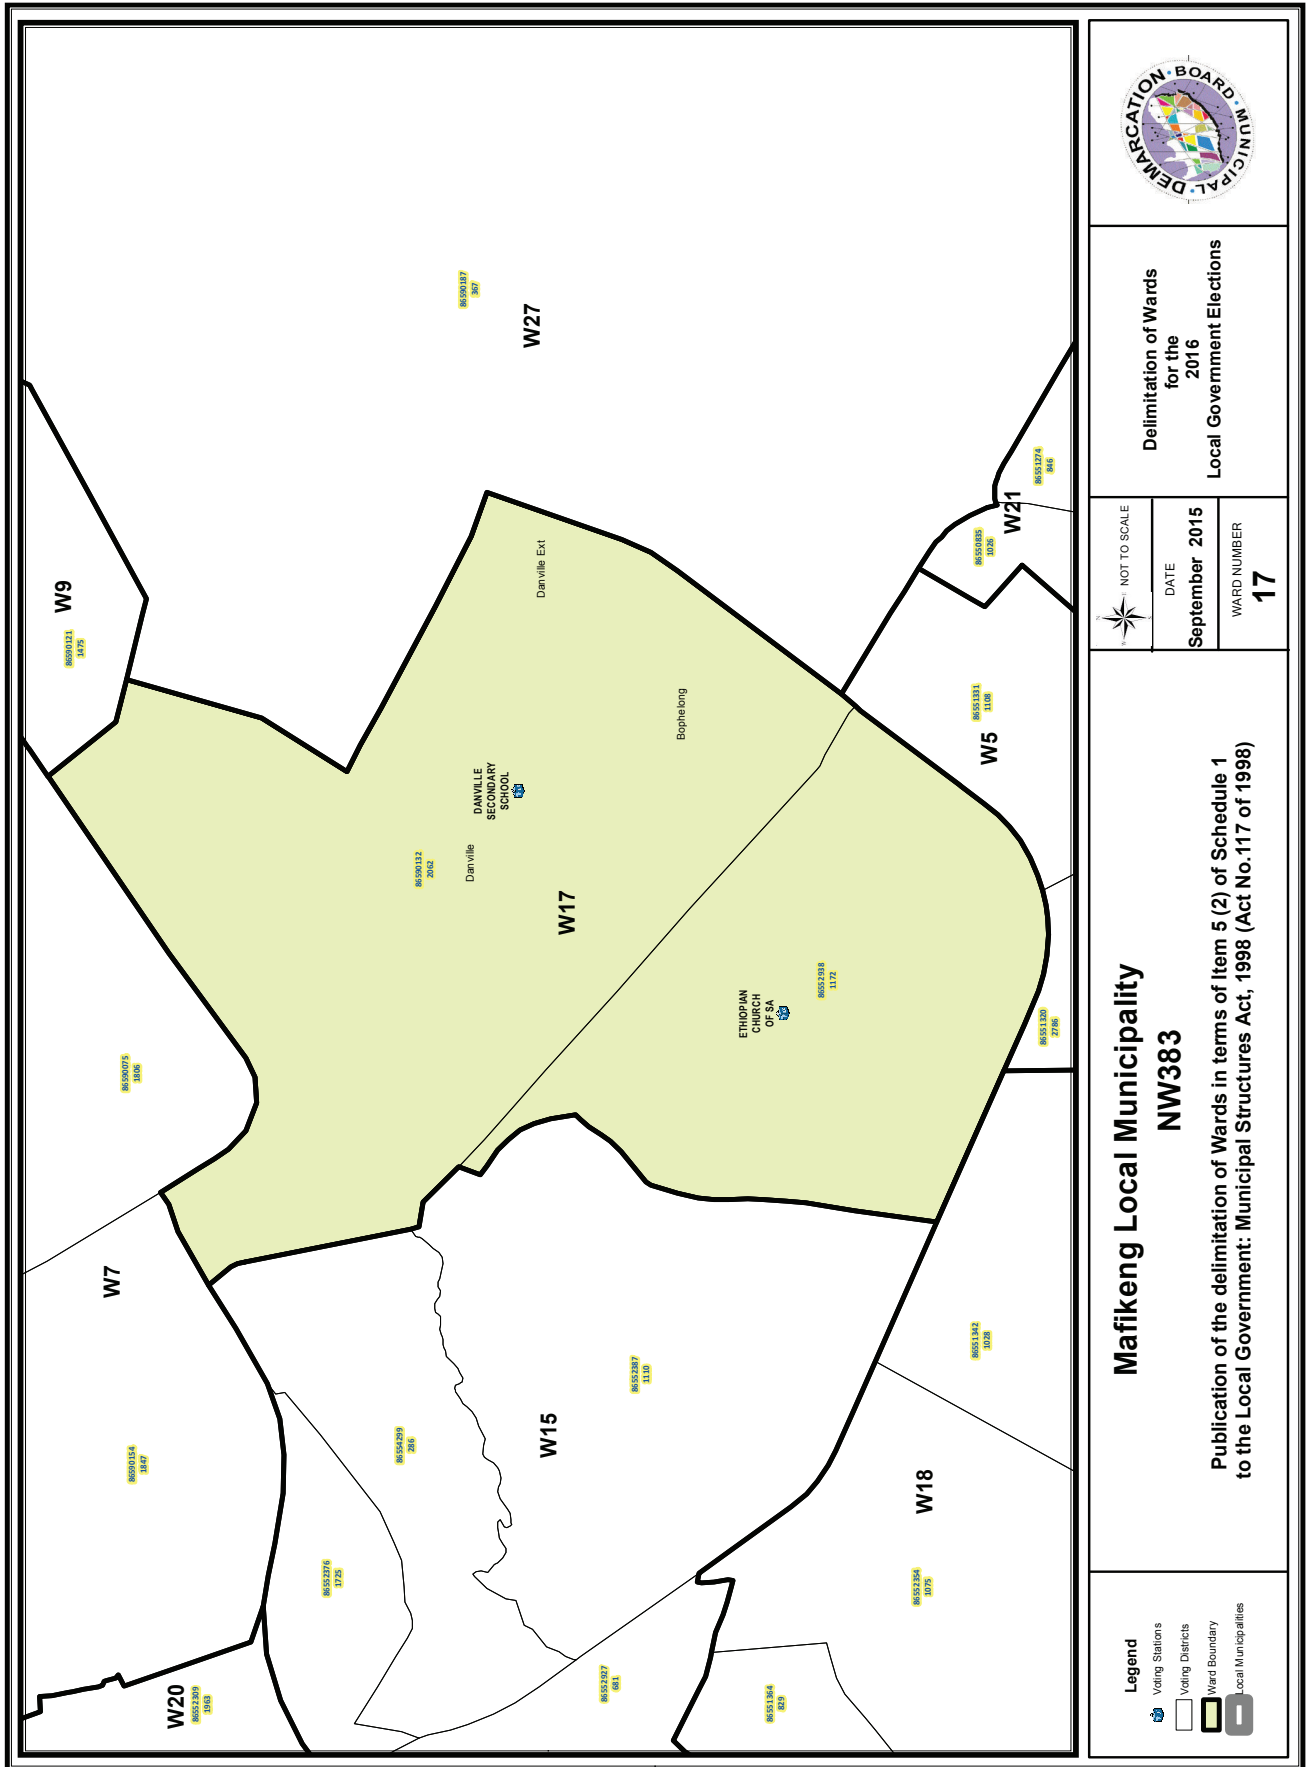 W9
86590121
1475
86590187
367
W27
86590075
1806
W7
86590154
1847
W20
86552309
1963
86552376
1725
86554299
286
86552387
1110
W15
86552927
681
86551364
829
W18
86552354
1075
86551342
1028
86551320
2786
W5
86551331
1108
W21
86550835
1026
86551274
846
Danville Ext
Bophelong
DANVILLE
SECONDARY
SCHOOL
86590132
2062
Danville
W17
ETHIOPIAN
CHURCH
OF SA
86552938
1172
Legend
Voting Stations
Voting Districts
Ward Boundary
Local Municipalities
Mafikeng Local Municipality
NW383
Publication of the delimitation of Wards in terms of Item 5 (2) of Schedule 1
to the Local Government: Municipal Structures Act, 1998 (Act No.117 of 1998)
NOT TO SCALE
DATE
September 2015
WARD NUMBER
17
Delimitation of Wards
for the
2016
Local Government Elections
MUNICIPAL DEMARCATION BOARD